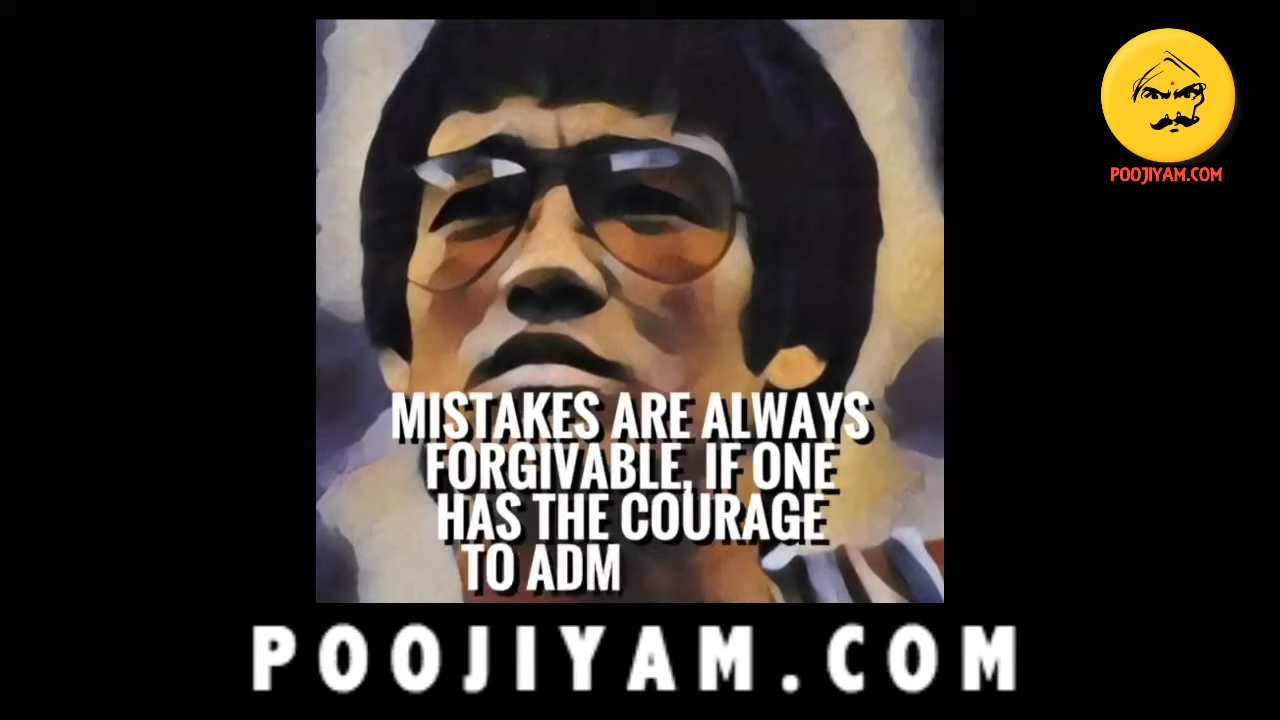 POOJIYAM.COM
MISTAKES ARE ALWAYS
FORGIVABLE, IF ONE
HAS THE COURAGE
TO ADM
POOJIYAM.COM